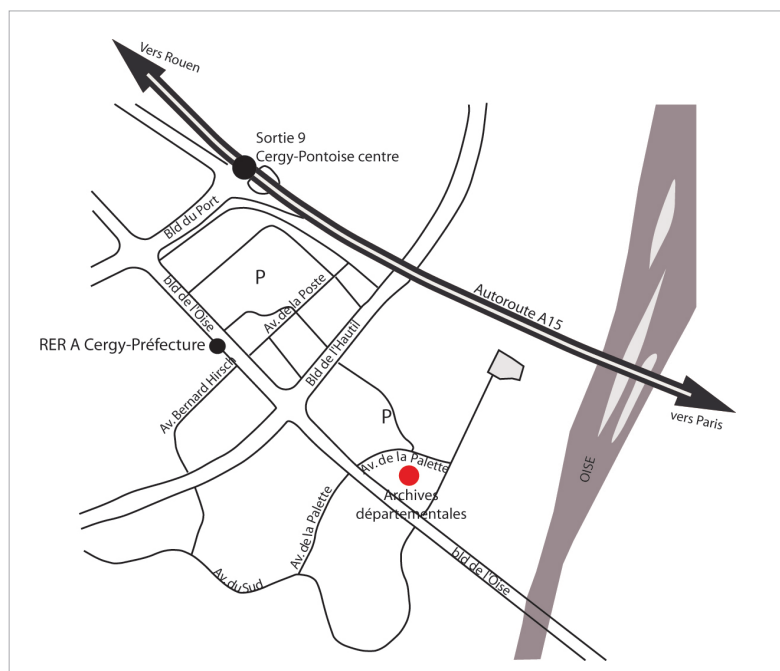 Vers Rouen
Sortie 9
Cergy-Pontoise centre
Bld du Port
bld de l'Oise
P
Av. de la Poste
Autoroute A15
RER A Cergy-Préfecture
Bld de l'Hautil
Av. Bernard Hirsch
vers Paris
P
Av. de la Palette
OISE
Archives
départementales
Av. de la Palette
bld de l'Oise
Av. du Sud